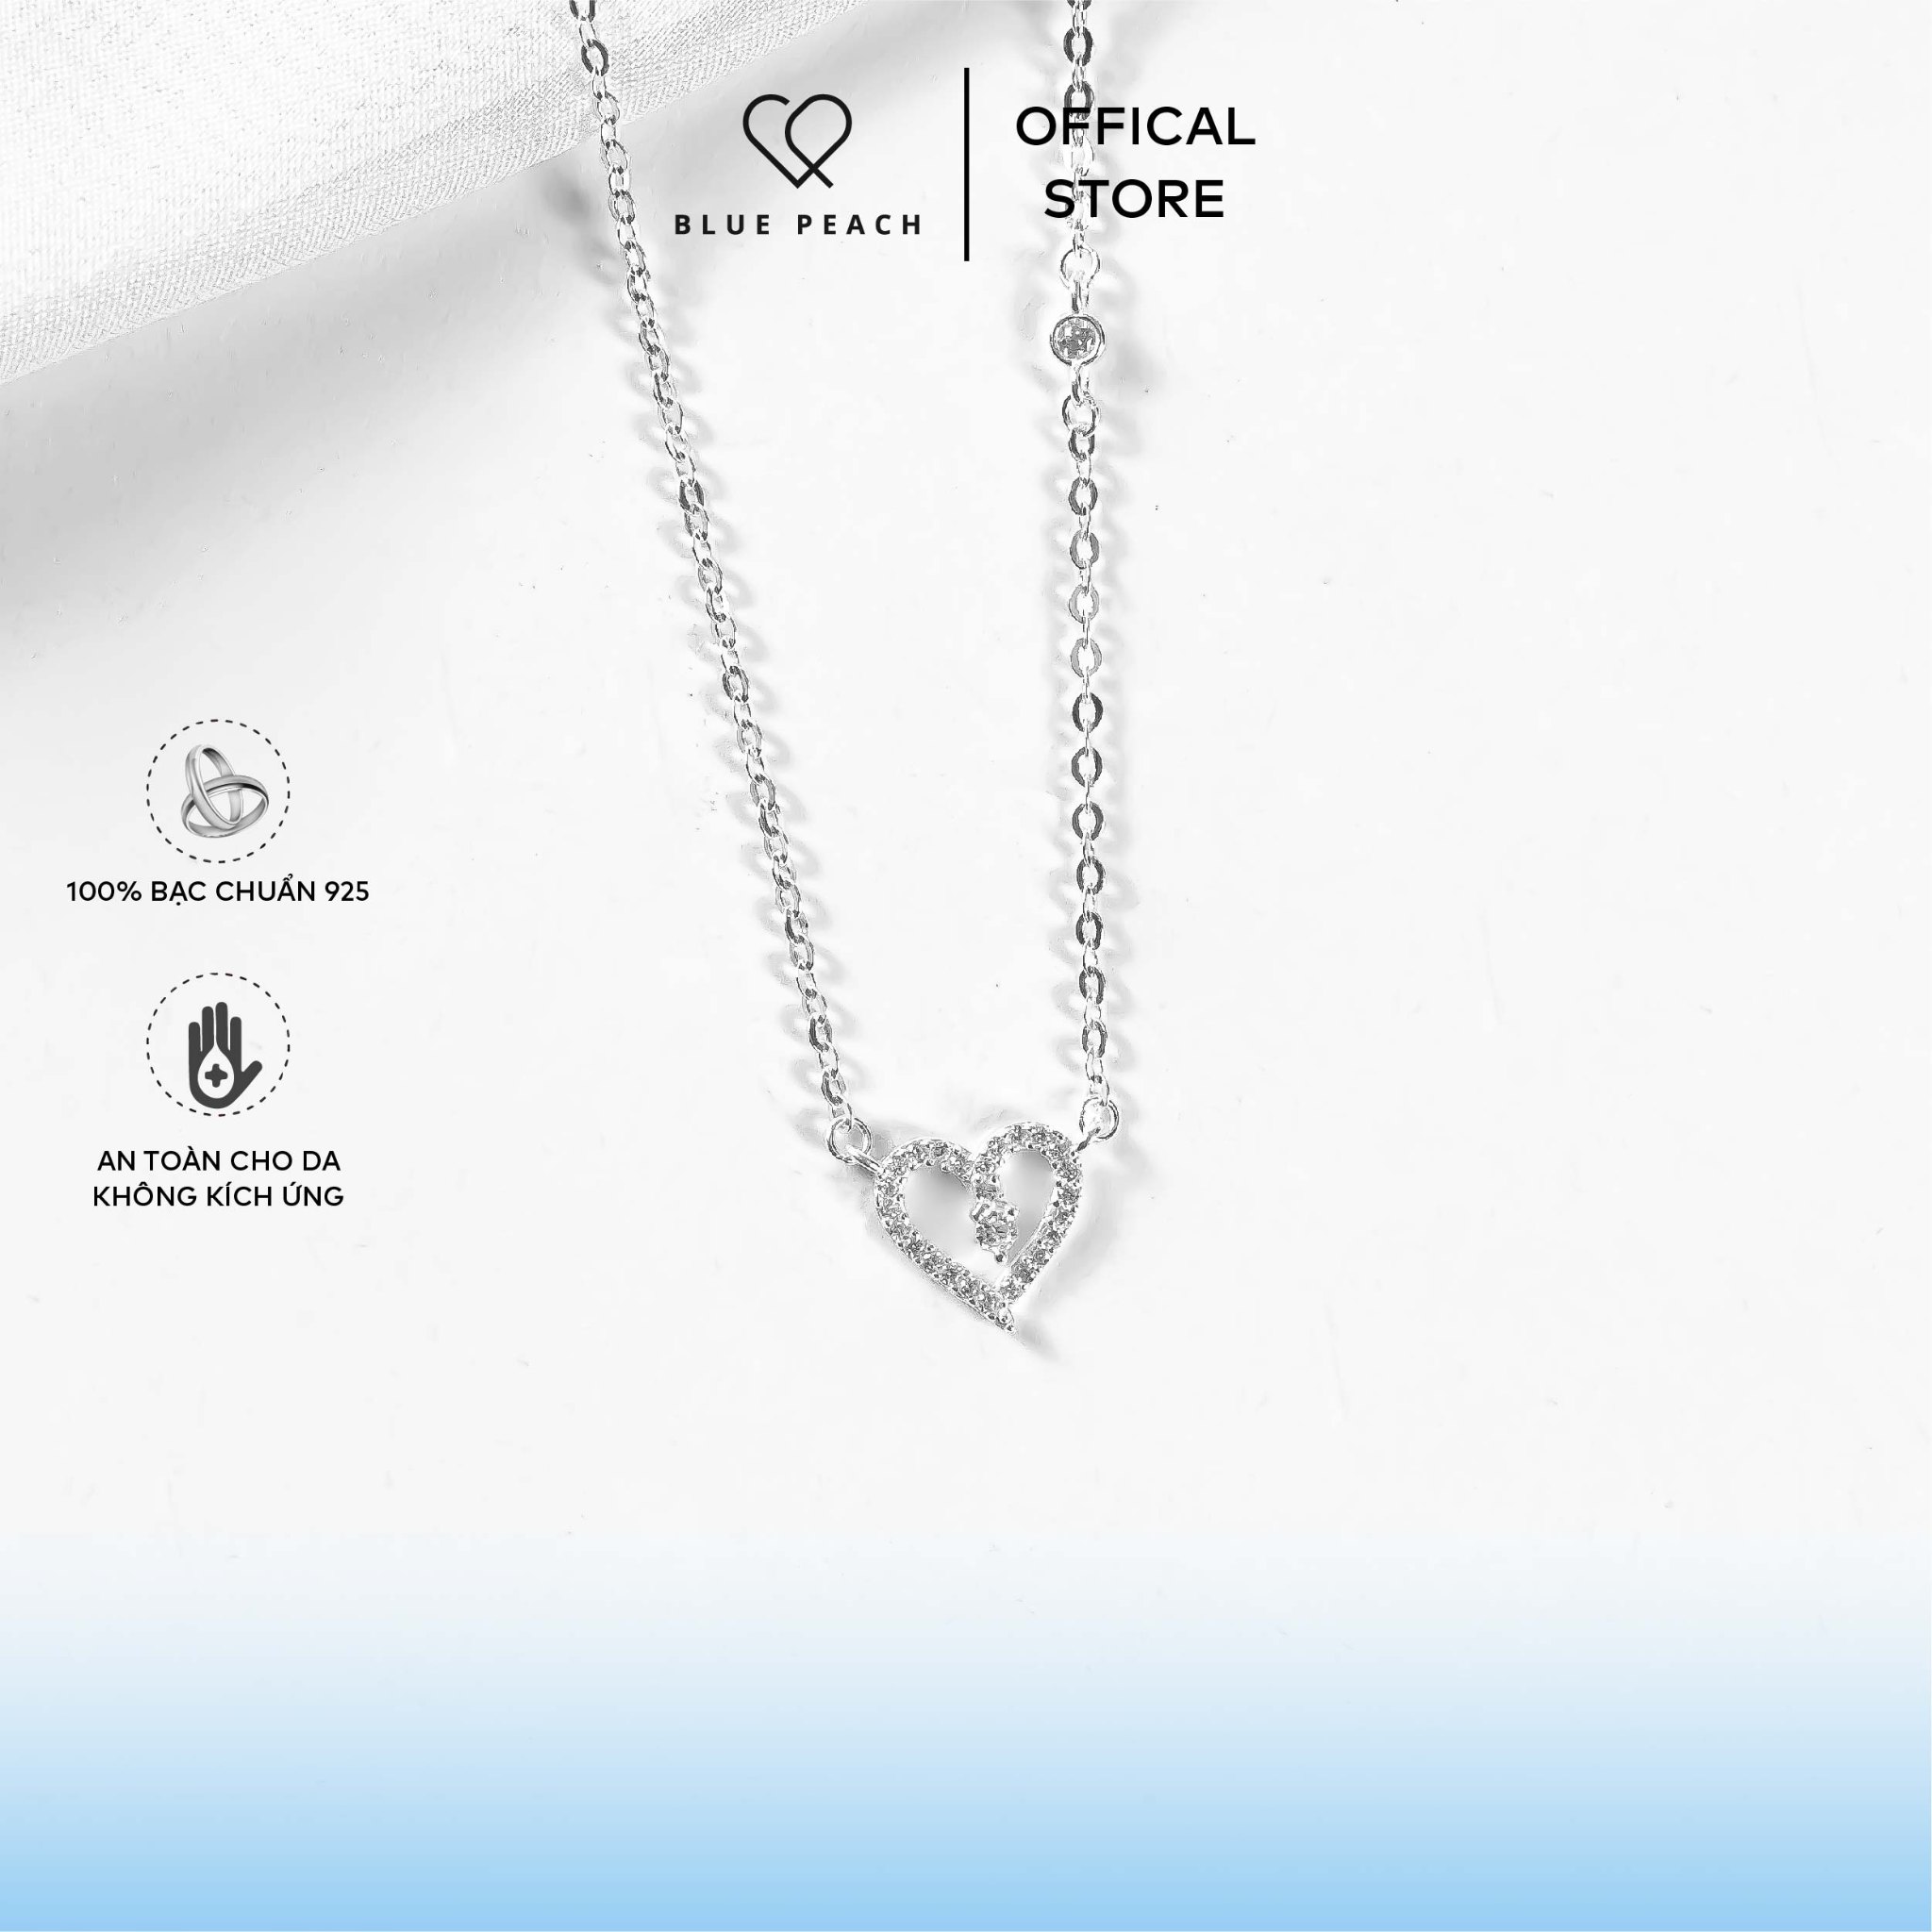 BLUE PEACH
OFFICAL
STORE
100% BẠC CHUẨN 925
AN TOÀN CHO DA
KHÔNG KÍCH ỨNG